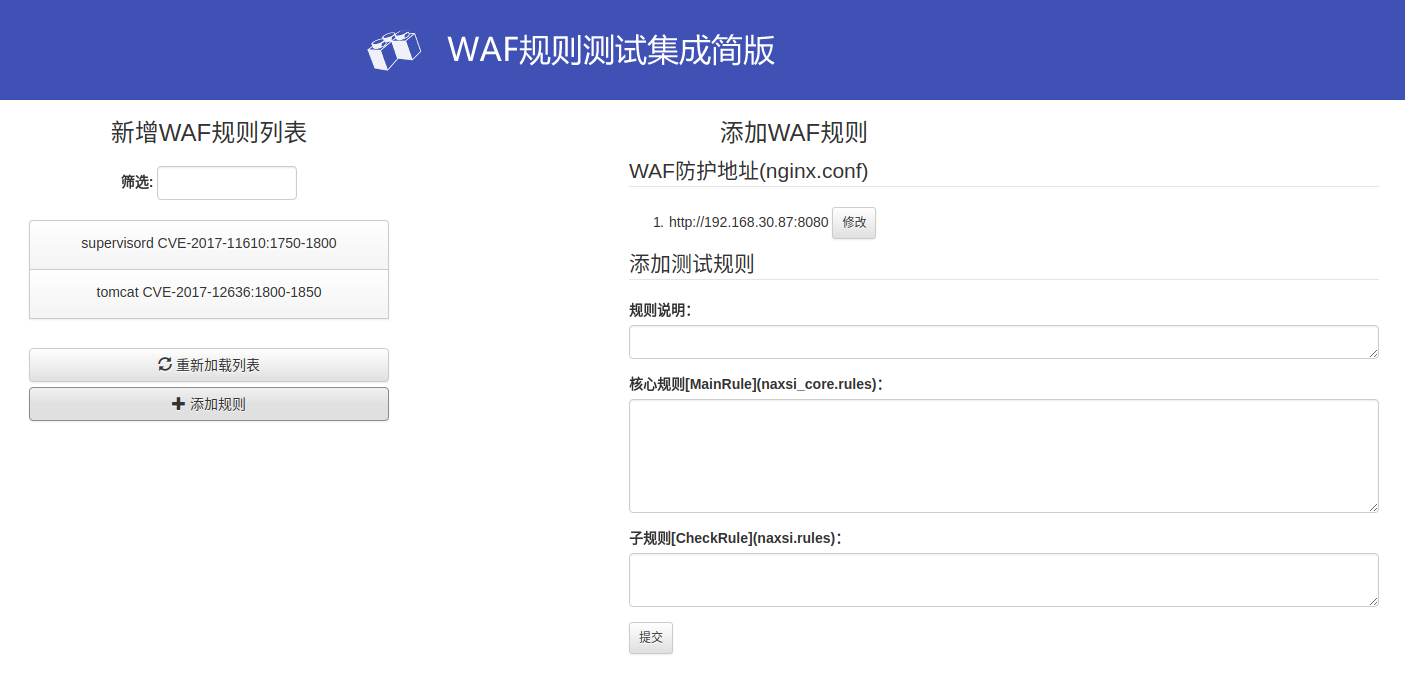 WAF规则测试集成简版
新增WAF规则列表
筛选:
supervisord CVE-2017-11610:1750-1800
tomcat CVE-2017-12636:1800-1850
重新加载列表
添加规则
添加WAF规则
WAF防护地址(nginx.conf)
1. http://192.168.30.87:8080 修改
添加测试规则
规则说明：
核心规则[MainRule](naxsi_core.rules)：
子规则[CheckRule](naxsi.rules)：
提交